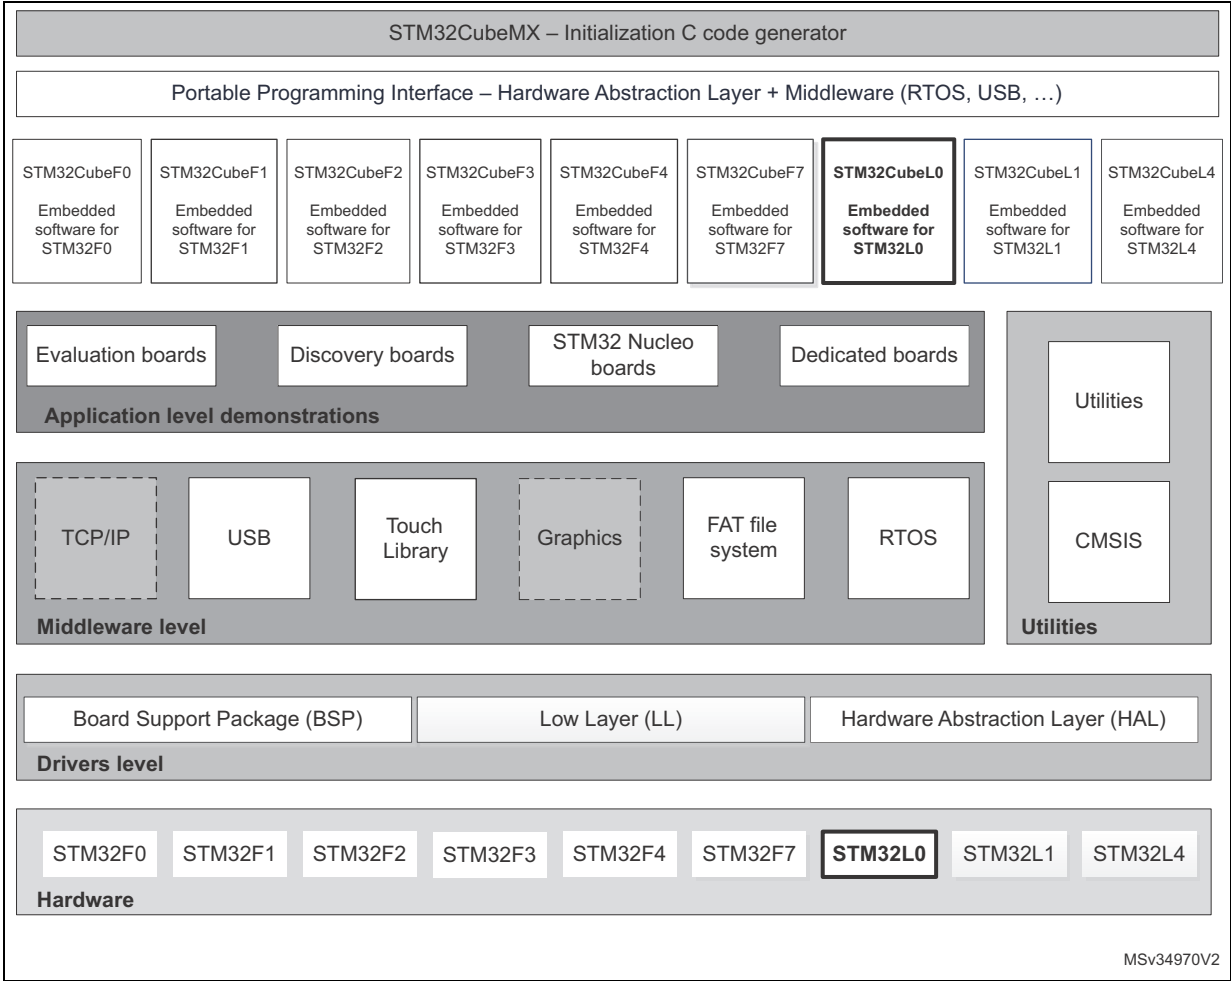 STM32CubeMX – Initialization C code generator
Portable Programming Interface – Hardware Abstraction Layer + Middleware (RTOS, USB, …)
STM32CubeF0
Embedded
software for
STM32F0
STM32CubeF1
Embedded
software for
STM32F1
STM32CubeF2
Embedded
software for
STM32F2
STM32CubeF3
Embedded
software for
STM32F3
STM32CubeF4
Embedded
software for
STM32F4
STM32CubeF7
Embedded
software for
STM32F7
STM32CubeL0
Embedded
software for
STM32L0
STM32CubeL1
Embedded
software for
STM32L1
STM32CubeL4
Embedded
software for
STM32L4
Evaluation boards
Discovery boards
STM32 Nucleo
boards
Dedicated boards
Application level demonstrations
TCP/IP
USB
Touch
Library
Graphics
FAT file
system
RTOS
Middleware level
Utilities
CMSIS
Utilities
Board Support Package (BSP)
Low Layer (LL)
Hardware Abstraction Layer (HAL)
Drivers level
STM32F0
STM32F1
STM32F2
STM32F3
STM32F4
STM32F7
STM32L0
STM32L1
STM32L4
Hardware
MSv34970V2